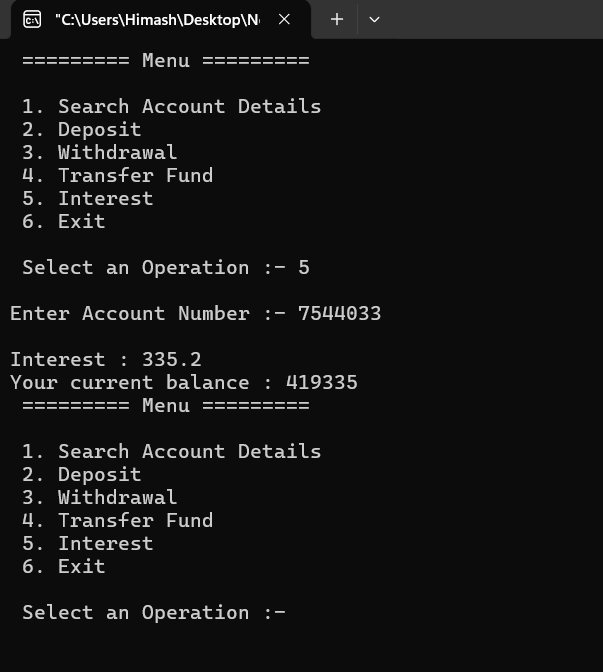 "C:\Users\Himash\Desktop\N
========= Menu =========
1. Search Account Details
2. Deposit
3. Withdrawal
4. Transfer Fund
5. Interest
6. Exit
Select an Operation :- 5
Enter Account Number :- 7544033
Interest : 335.2
Your current balance : 419335
========= Menu =========
1. Search Account Details
2. Deposit
3. Withdrawal
4. Transfer Fund
5. Interest
6. Exit
Select an Operation :-